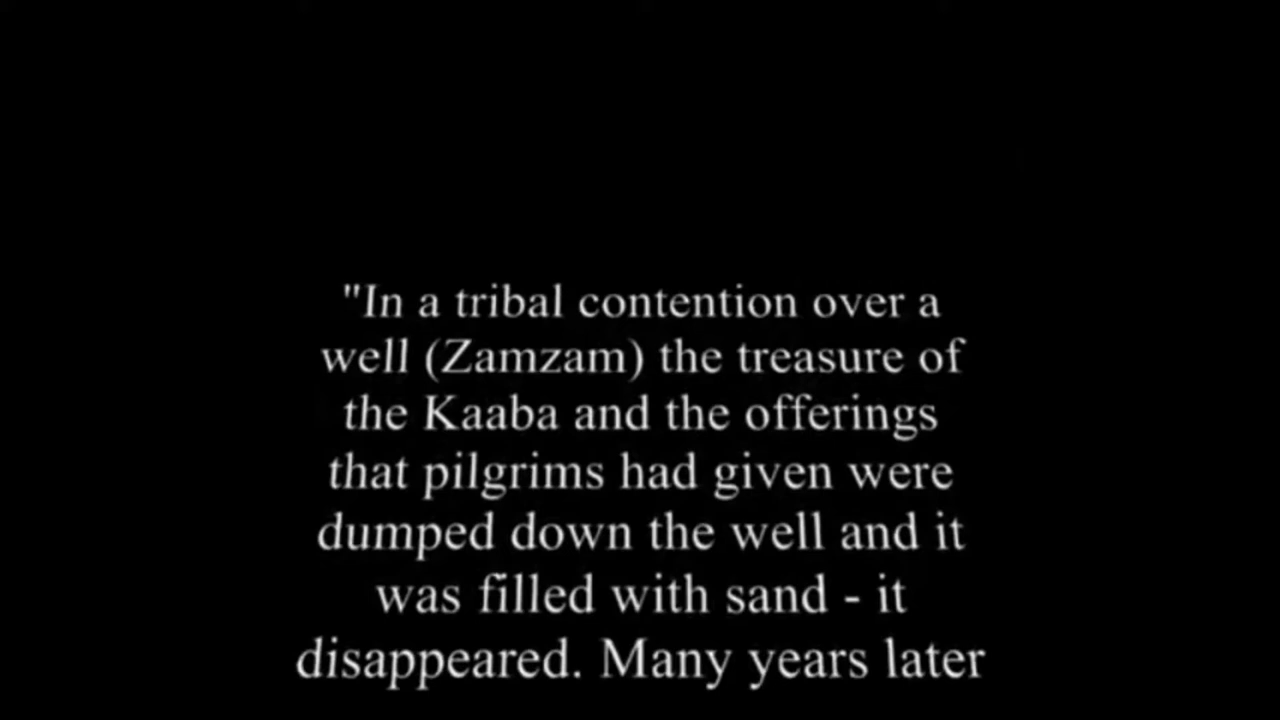 "In a tribal contention over a
well (Zamzam) the treasure of
the Kaaba and the offerings
that pilgrims had given were
dumped down the well and it
was filled with sand - it
disappeared. Many years later